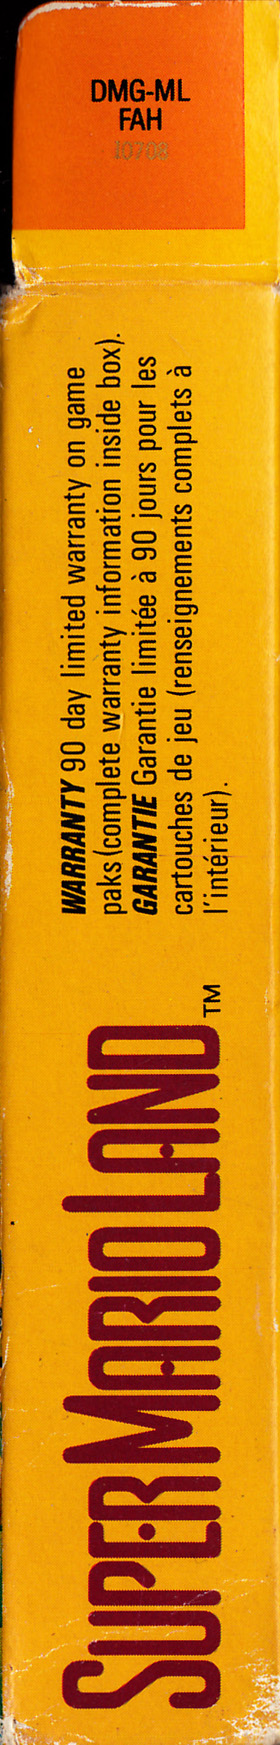 DMG-ML
FAH
10708
WARRANTY 90 day limited warranty on game
paks (complete warranty information inside box).
GARANTIE Garantie limitée à 90 jours pour les
cartouches de jeu (renseignements complets à
l'intérieur).
SUPER MARIO LAND™